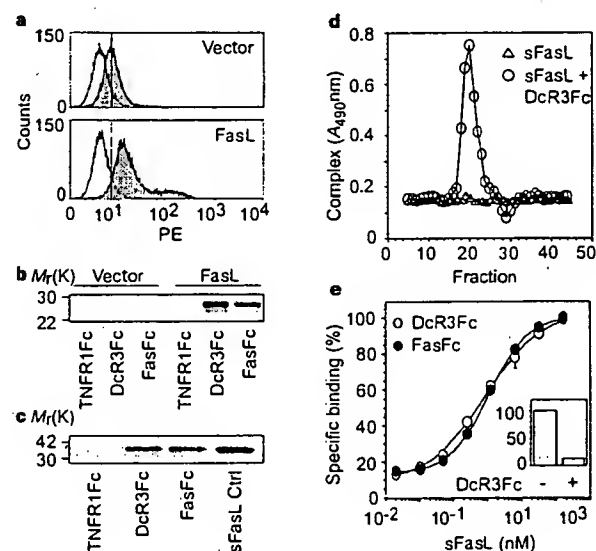 a
150
Vector
0
Counts
150
FasL
0
0 10¹ 10² 10³ 10⁴
PE
b Mr(K) Vector FasL
30
22
TNFR1Fc
DcR3Fc
FasFc
TNFR1Fc
DcR3Fc
FasFc
c Mr(K)
42
30
TNFR1Fc
DcR3Fc
FasFc
sFasL Ctrl
d
0.8
0.6
0.4
0.2
0
Complex (A490nm)
sFasL
sFasL +
DcR3Fc
0 10 20 30 40 50
Fraction
e
DcR3Fc
FasFc
100
80
60
40
20
0
Specific binding (%)
100
50
0
DcR3Fc - +
10⁻² 10⁻¹ 10⁰ 10¹ 10² 10³
sFasL (nM)